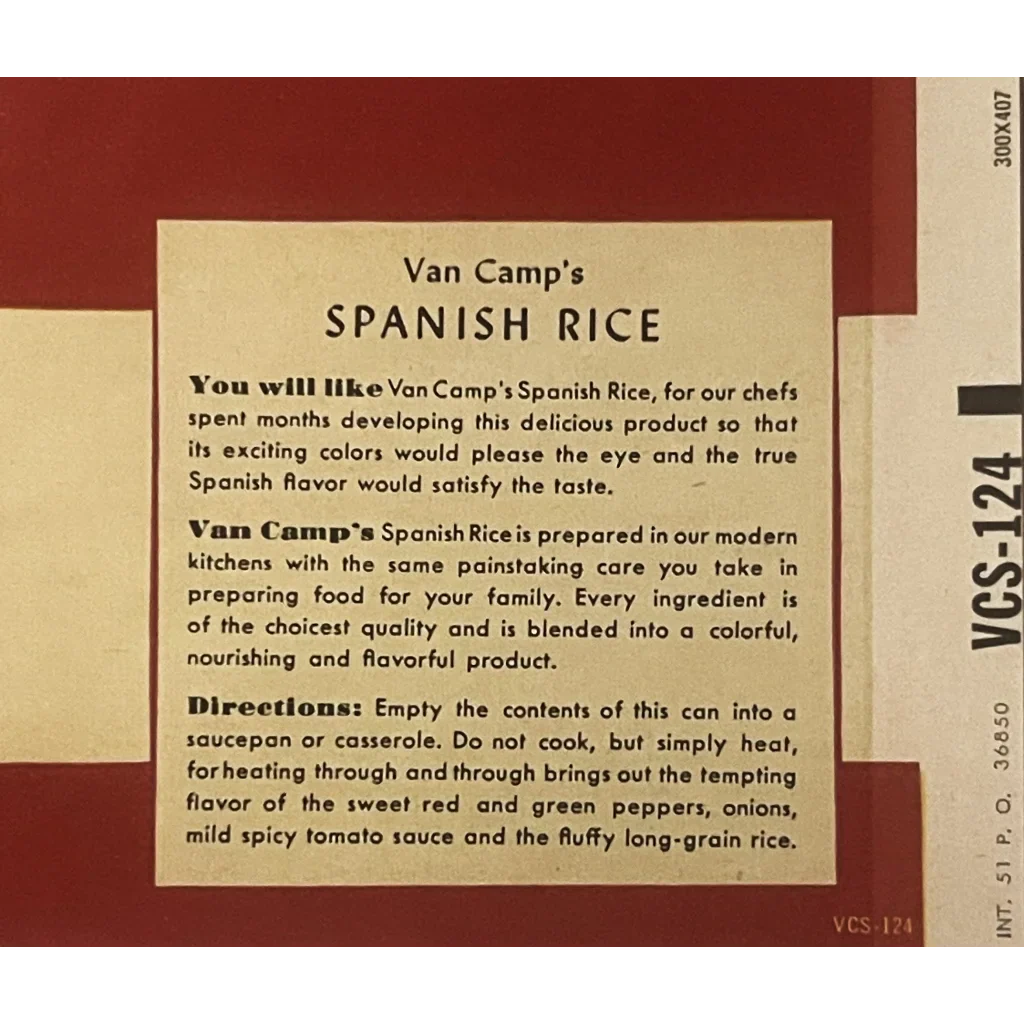 Van Camp's
SPANISH RICE
You will like Van Camp's Spanish Rice, for our chefs
spent months developing this delicious product so that
its exciting colors would please the eye and the true
Spanish flavor would satisfy the taste.
Van Camp's Spanish Rice is prepared in our modern
kitchens with the same painstaking care you take in
preparing food for your family. Every ingredient is
of the choicest quality and is blended into a colorful,
nourishing and flavorful product.
Directions: Empty the contents of this can into a
saucepan or casserole. Do not cook, but simply heat,
for heating through and through brings out the tempting
flavor of the sweet red and green peppers, onions,
mild spicy tomato sauce and the fluffy long-grain rice.
VCS-124
300X407
VCS-124
INT. 51 P. O. 36850